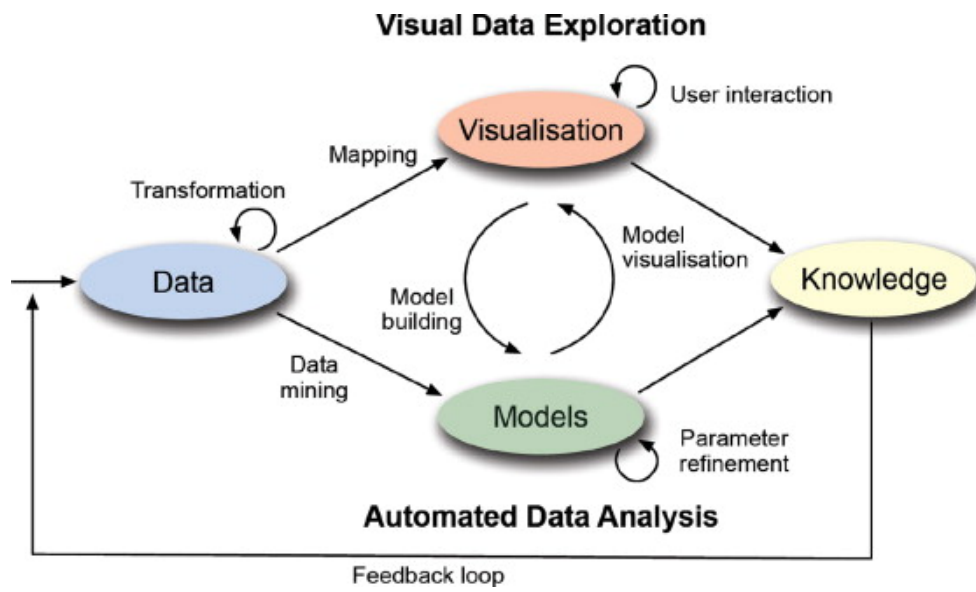 Visual Data Exploration
User interaction
Visualisation
Mapping
Transformation
Model
visualisation
Data
Knowledge
Model
building
Data
mining
Models
Parameter
refinement
Automated Data Analysis
Feedback loop